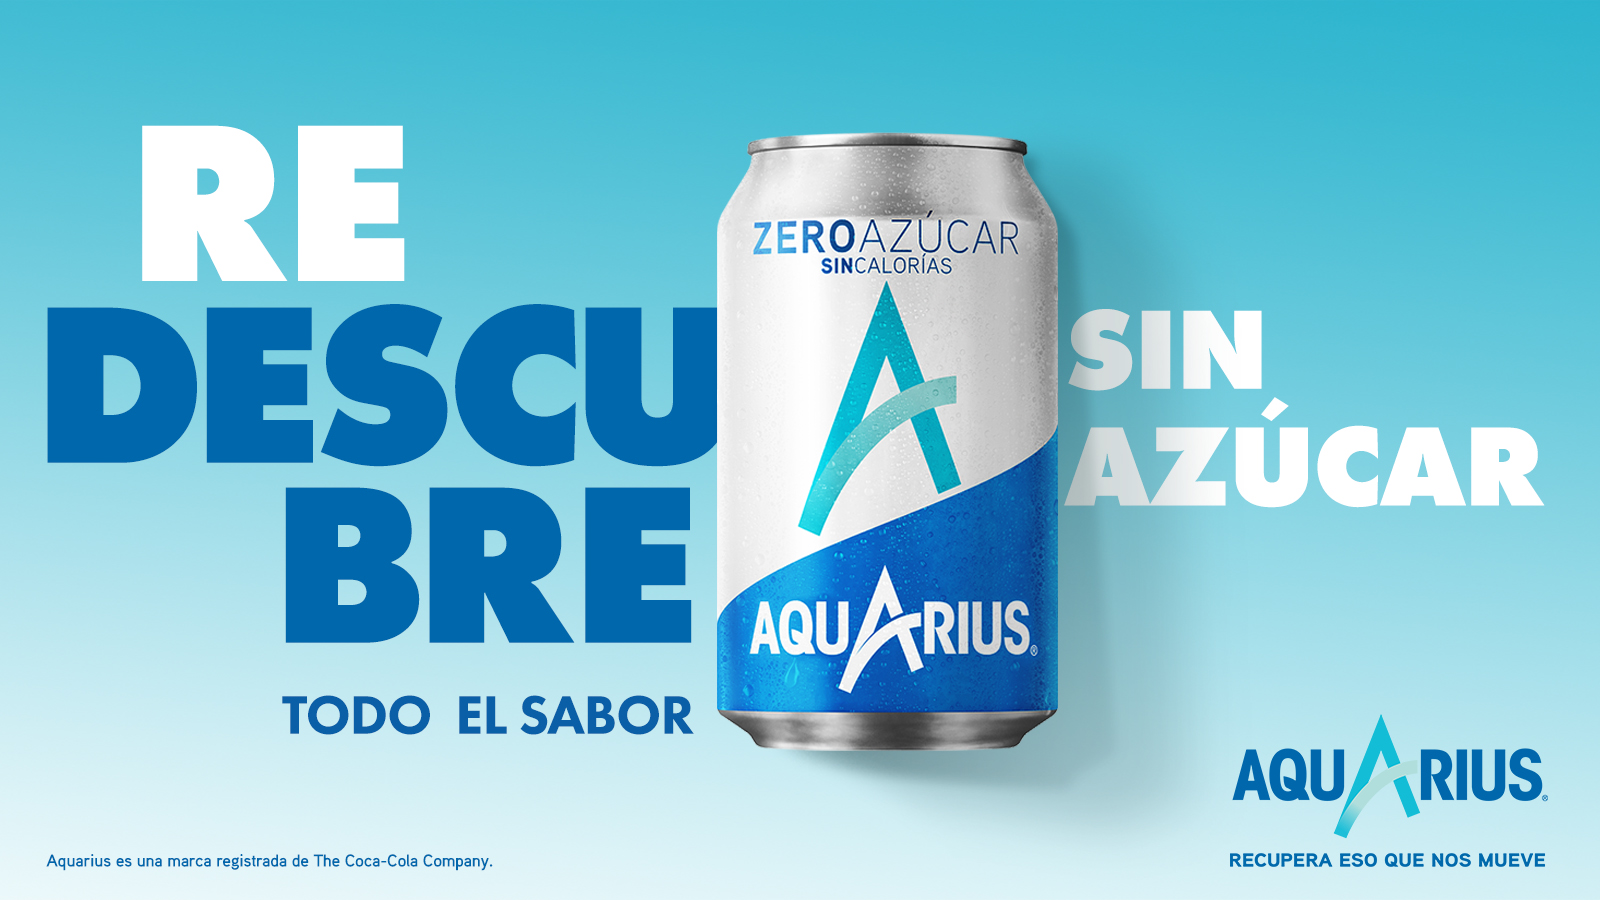 RE
DESCU
BRE
TODO EL SABOR
ZEROAZÚCAR
SINCALORÍAS
A
AQUARIUS®
SIN
AZÚCAR
AQUARIUS®
RECUPERA ESO QUE NOS MUEVE
Aquarius es una marca registrada de The Coca-Cola Company.